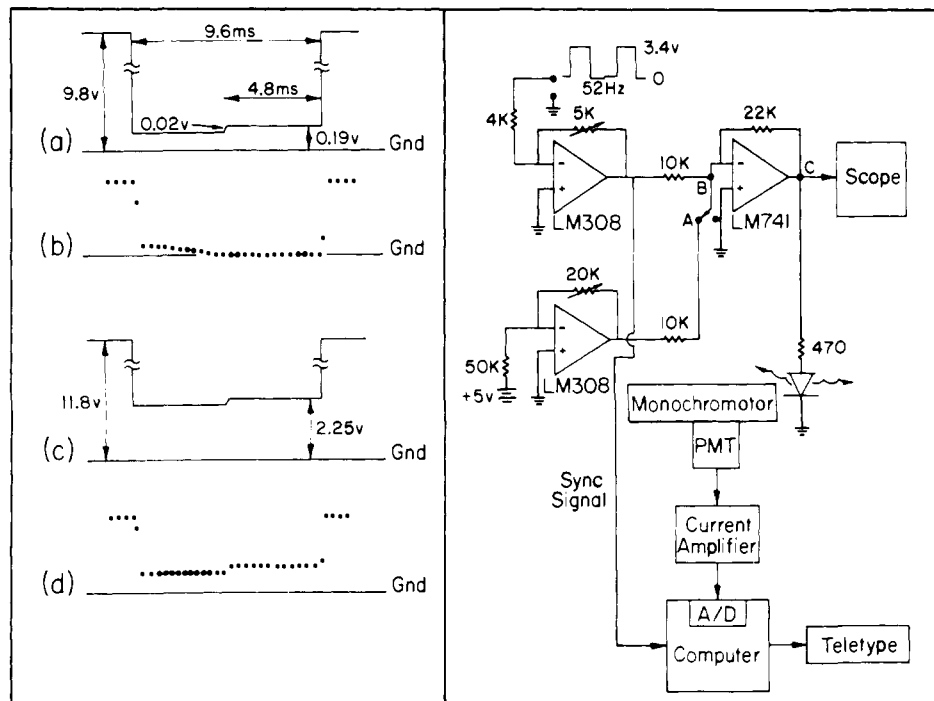 9.6ms
4.8ms
9.8v
0.02v
0.19v
Gnd
(a)
(b)
Gnd
11.8v
2.25v
(c)
Gnd
(d)
Gnd
3.4v
0
52Hz
4K
5K
22K
10K
B
C
A
LM308
LM741
Scope
20K
10K
50K
+5v
LM308
470
Monochromotor
PMT
Sync
Signal
Current
Amplifier
A/D
Computer
Teletype